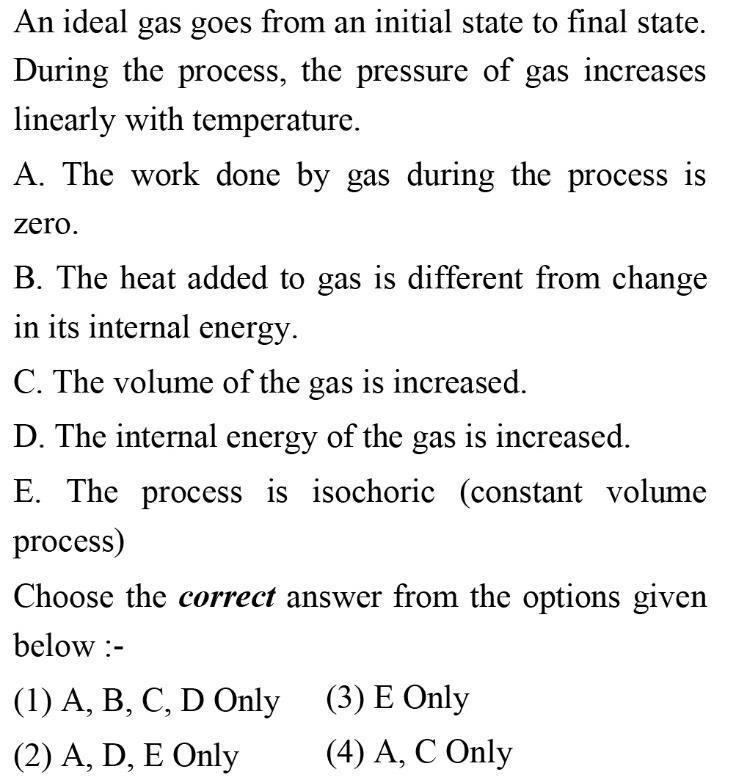 An ideal gas goes from an initial state to final state.
During the process, the pressure of gas increases
linearly with temperature.
A. The work done by gas during the process is
zero.
B. The heat added to gas is different from change
in its internal energy.
C. The volume of the gas is increased.
D. The internal energy of the gas is increased.
E. The process is isochoric (constant volume
process)
Choose the correct answer from the options given
below :-
(1) A, B, C, D Only (3) E Only
(2) A, D, E Only (4) A, C Only